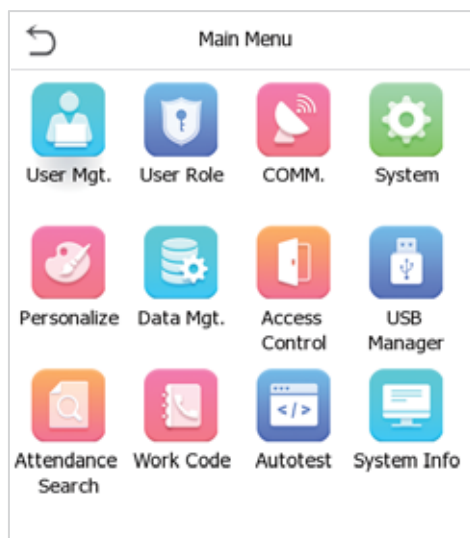 Main Menu
User Mgt.
User Role
COMM.
System
Personalize
Data Mgt.
Access
Control
USB
Manager
Attendance
Search
Work Code
</>
Autotest
System Info